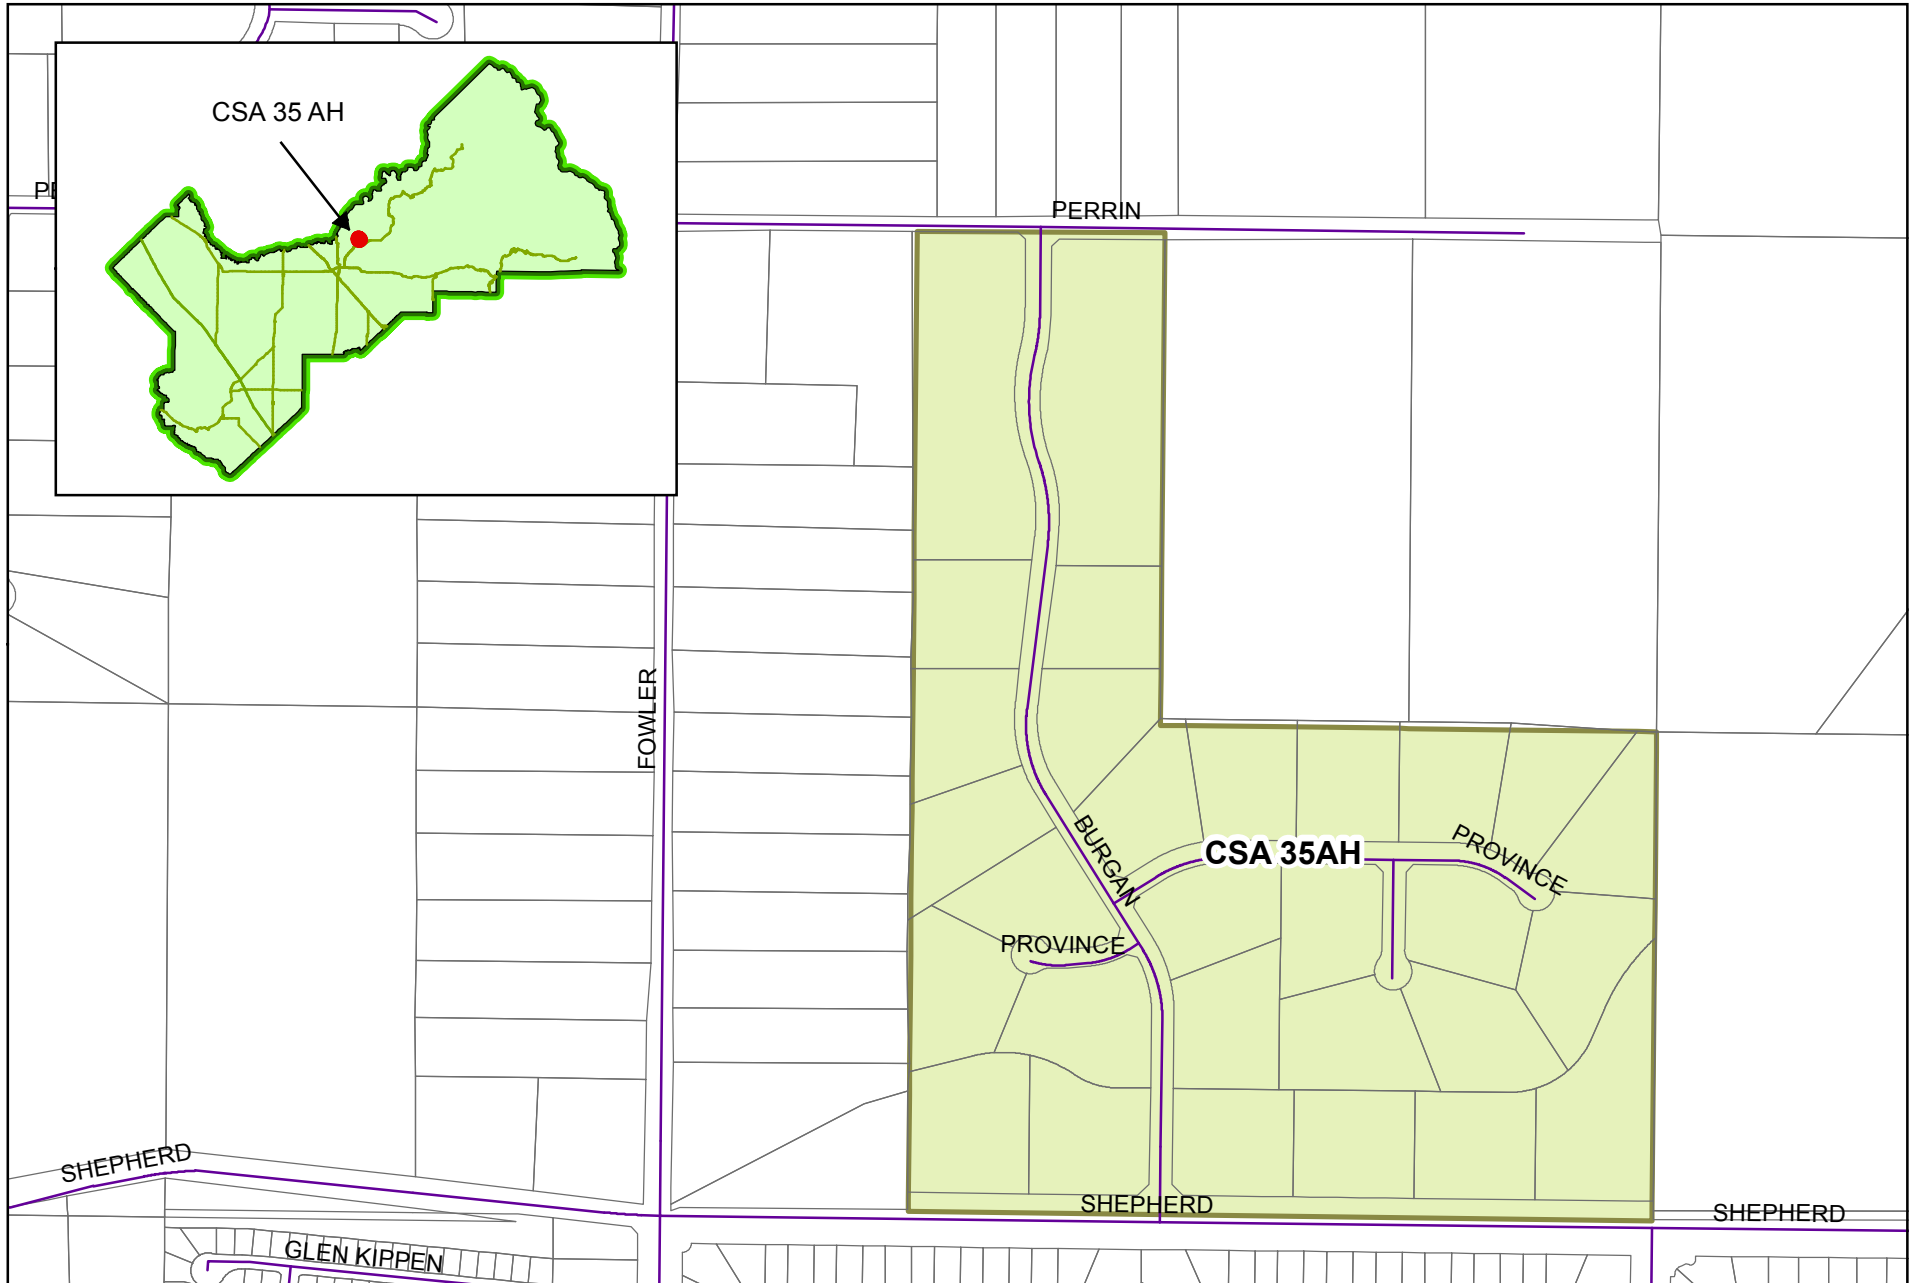 CSA 35 AH
PERRIN
FOWLER
BURGAN
CSA 35AH
PROVINCE
PROVINCE
SHEPHERD
SHEPHERD
SHEPHERD
GLEN KIPPEN